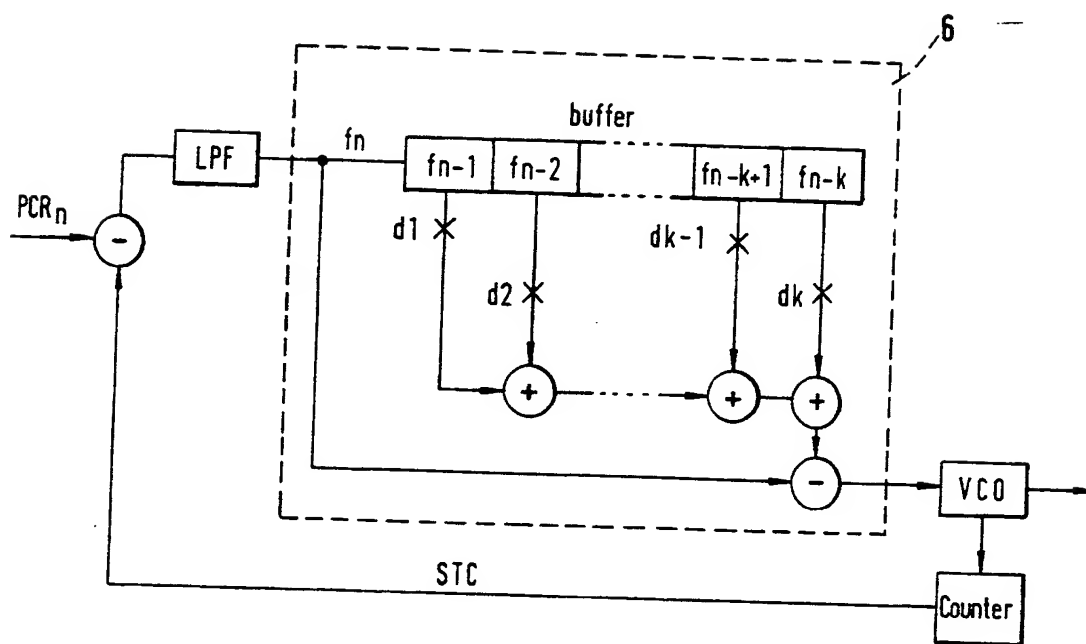 6
buffer
fn
LPF
fn-1
fn-2
fn-k+1
fn-k
PCRn
-
d1
dk-1
d2
dk
+
+
+
-
VCO
STC
Counter